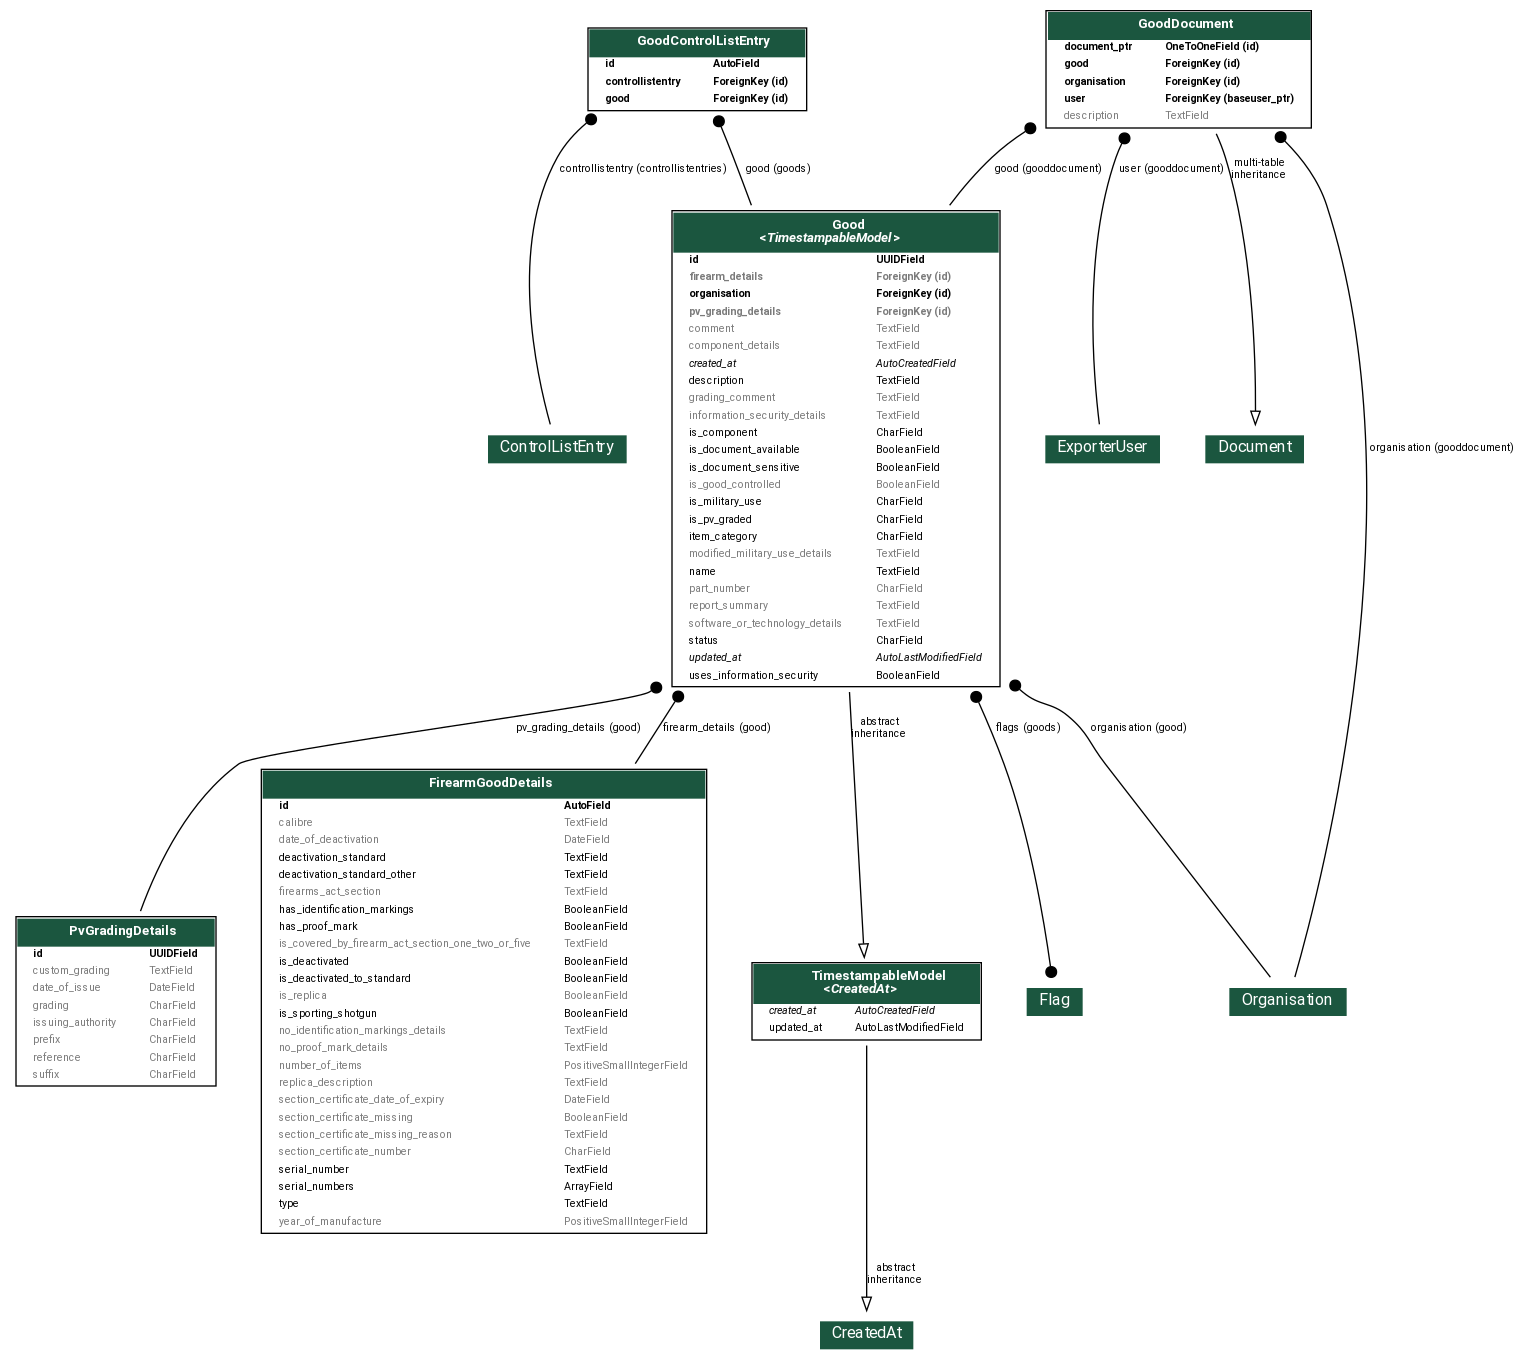 GoodControlListEntry
id AutoField
controllistentry ForeignKey (id)
good ForeignKey (id)
GoodDocument
document_ptr OneToOneField (id)
good ForeignKey (id)
organisation ForeignKey (id)
user ForeignKey (baseuser_ptr)
description TextField
controllistentry (controllistentries)
good (goods)
good (gooddocument)
user (gooddocument)
multi-table
inheritance
Good
<TimestampableModel>
id UUIDField
firearm_details ForeignKey (id)
organisation ForeignKey (id)
pv_grading_details ForeignKey (id)
comment TextField
component_details TextField
created_at AutoCreatedField
description TextField
grading_comment TextField
information_security_details TextField
is_component CharField
is_document_available BooleanField
is_document_sensitive BooleanField
is_good_controlled BooleanField
is_military_use CharField
is_pv_graded CharField
item_category CharField
modified_military_use_details TextField
name TextField
part_number CharField
report_summary TextField
software_or_technology_details TextField
status CharField
updated_at AutoLastModifiedField
uses_information_security BooleanField
ControlListEntry
ExporterUser
Document
organisation (gooddocument)
pv_grading_details (good)
firearm_details (good)
abstract
inheritance
flags (goods)
organisation (good)
FirearmGoodDetails
id AutoField
calibre TextField
date_of_deactivation DateField
deactivation_standard TextField
deactivation_standard_other TextField
firearms_act_section TextField
has_identification_markings BooleanField
has_proof_mark BooleanField
is_covered_by_firearm_act_section_one_two_or_five TextField
is_deactivated BooleanField
is_deactivated_to_standard BooleanField
is_replica BooleanField
is_sporting_shotgun BooleanField
no_identification_markings_details TextField
no_proof_mark_details TextField
number_of_items PositiveSmallIntegerField
replica_description TextField
section_certificate_date_of_expiry DateField
section_certificate_missing BooleanField
section_certificate_missing_reason TextField
section_certificate_number CharField
serial_number TextField
serial_numbers ArrayField
type TextField
year_of_manufacture PositiveSmallIntegerField
PvGradingDetails
id UUIDField
custom_grading TextField
date_of_issue DateField
grading CharField
issuing_authority CharField
prefix CharField
reference CharField
suffix CharField
TimestampableModel
<CreatedAt>
created_at AutoCreatedField
updated_at AutoLastModifiedField
Flag
Organisation
abstract
inheritance
CreatedAt